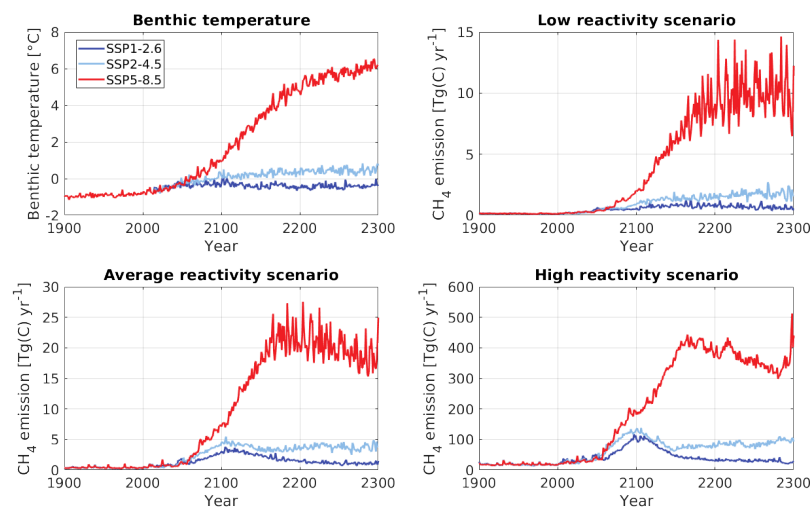 Benthic temperature
Benthic temperature [°C]
8
6
4
2
0
-2
SSP1-2.6
SSP2-4.5
SSP5-8.5
1900 2000 2100 2200 2300
Year
Low reactivity scenario
CH4 emission [Tg(C) yr-1]
15
10
5
0
1900 2000 2100 2200 2300
Year
Average reactivity scenario
CH4 emission [Tg(C) yr-1]
30
25
20
15
10
5
0
1900 2000 2100 2200 2300
Year
High reactivity scenario
CH4 emission [Tg(C) yr-1]
600
500
400
300
200
100
0
1900 2000 2100 2200 2300
Year